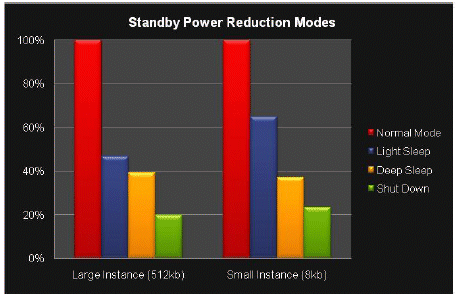 Standby Power Reduction Modes
100%
80%
60%
40%
20%
0%
Large Instance (512kb)
Small Instance (8kb)
Normal Mode
Light Sleep
Deep Sleep
Shut Down